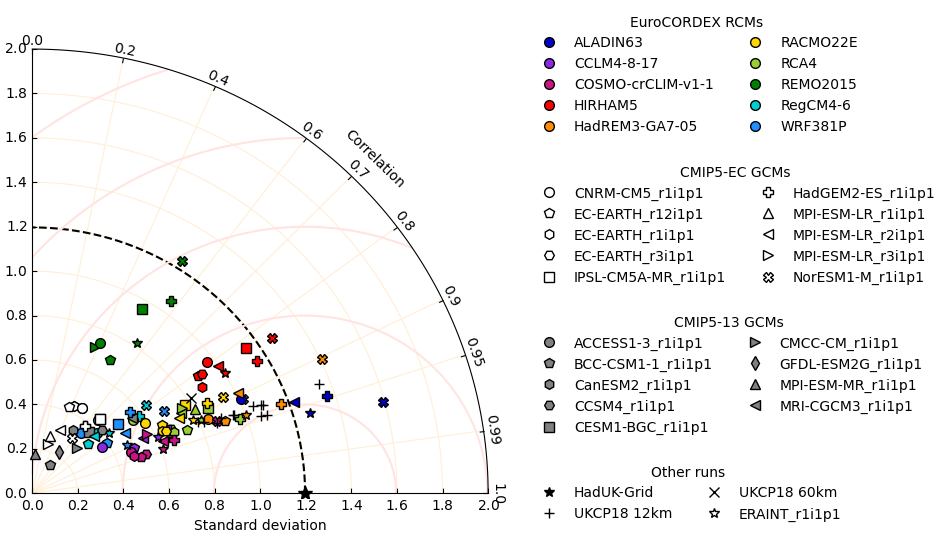 0.0
0.2
0.4
0.6
Correlation
0.7
0.8
0.9
0.95
0.99
1.0
2.0
1.8
1.6
1.4
1.2
1.0
0.8
0.6
0.4
0.2
0.0
0.0 0.2 0.4 0.6 0.8 1.0 1.2 1.4 1.6 1.8 2.0
Standard deviation
EuroCORDEX RCMs
ALADIN63 RACMO22E
CCLM4-8-17 RCA4
COSMO-crCLIM-v1-1 REMO2015
HIRHAM5 RegCM4-6
HadREM3-GA7-05 WRF381P
CMIP5-EC GCMs
CNRM-CM5_r1i1p1 HadGEM2-ES_r1i1p1
EC-EARTH_r12i1p1 MPI-ESM-LR_r1i1p1
EC-EARTH_r1i1p1 MPI-ESM-LR_r2i1p1
EC-EARTH_r3i1p1 MPI-ESM-LR_r3i1p1
IPSL-CM5A-MR_r1i1p1 NorESM1-M_r1i1p1
CMIP5-13 GCMs
ACCESS1-3_r1i1p1 CMCC-CM_r1i1p1
BCC-CSM1-1_r1i1p1 GFDL-ESM2G_r1i1p1
CanESM2_r1i1p1 MPI-ESM-MR_r1i1p1
CCSM4_r1i1p1 MRI-CGCM3_r1i1p1
CESM1-BGC_r1i1p1
Other runs
HadUK-Grid UKCP18 60km
UKCP18 12km ERAINT_r1i1p1